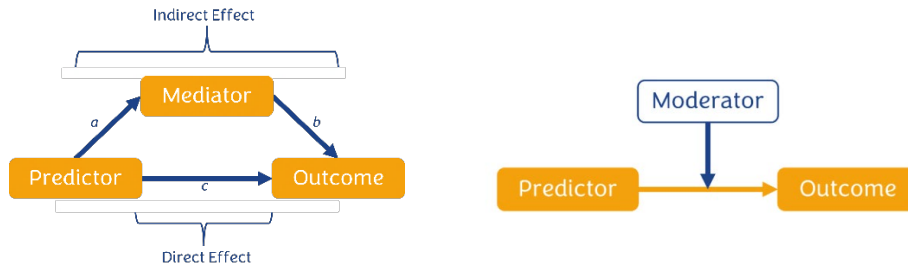 Indirect Effect
Mediator
a
b
Predictor
c
Outcome
Direct Effect
Moderator
Predictor
Outcome